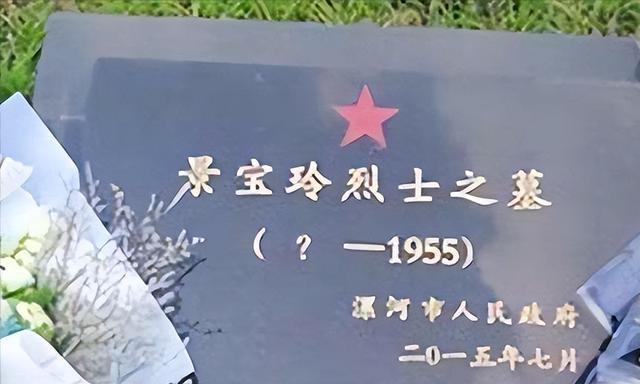 景宝玲烈士之墓
（？—1955）
漯河市人民政府
二0一五年七月